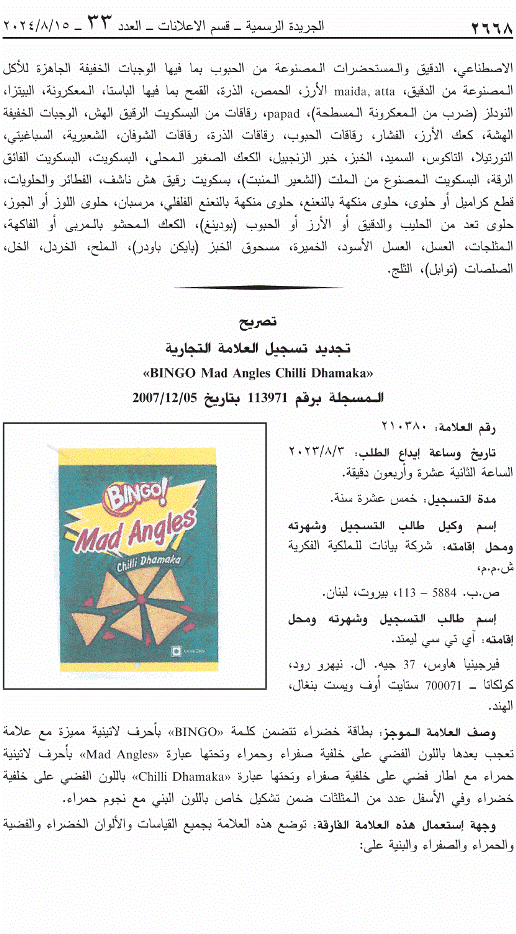 ٢٦٦٨
الجريدة الرسمية – قسم الاعلانات – العدد ٣٣ – ٢٠٢٤/٨/١٥
الاصطناعي، الدقيق والمستحضرات المصنوعة من الحبوب بما فيها الوجبات الخفيفة الجاهزة للأكل
المصنوعة من الدقيق، maida, atta الأرز، الحمص، الذرة، القمح بما فيها الباستا، المعكرونة، البيتزا،
النودلز (ضرب من المعكرونة المسطحة)، papad، رقاقات من البسكويت الرقيق الهش، الوجبات الخفيفة
الهشة، كعك الأرز، الفشار، رقاقات الحبوب، رقاقات الذرة، رقاقات الشوفان، الشعيرية، السباغيتي،
التورتيلا، التاكوس، السميد، الخبز، خبر الزنجبيل، الكعك الصغير المحلى، البسكويت، البسكويت الفائق
الرقة، البسكويت المصنوع من الملت (الشعير المنبت)، بسكويت رقيق هش ناشف، الفطائر والحلويات،
قطع كراميل أو حلوى، حلوى منكهة بالنعنع، حلوى منكهة بالنعنع الفلفلي، مرسبان، حلوى اللوز أو الجوز،
حلوى تعد من الحليب والدقيق أو الأرز أو الحبوب (بودينغ)، الكعك المحشو بالمربى أو الفاكهة،
المثلجات، العسل، العسل الأسود، الخميرة، مسحوق الخبز (بايكن باودر)، الملح، الخردل، الخل،
الصلصات (توابل)، الثلج.
تصريح
تجديد تسجيل العلامة التجارية
«BINGO Mad Angles Chilli Dhamaka»
المسجلة برقم 113971 بتاريخ 2007/12/05
رقم العلامة: ٢١٠٣٨٠
تاريخ وساعة إيداع الطلب: ٢٠٢٣/٨/٣
الساعة الثانية عشرة وأربعون دقيقة.
مدة التسجيل: خمس عشرة سنة.
إسم وكيل طالب التسجيل وشهرته
ومحل إقامته: شركة بيانات للملكية الفكرية
ش.م.م،
ص.ب. 5884 – 113، بيروت، لبنان.
إسم طالب التسجيل وشهرته ومحل
إقامته: آي تي سي ليمتد.
فيرجينيا هاوس، 37 جيه. ال. نيهرو رود،
كولكاتا – 700071 ستايت أوف ويست بنغال،
الهند.
BINGO!
Mad Angles
Chilli Dhamaka
وصف العلامة الموجز: بطاقة خضراء تتضمن كلمة «BINGO» بأحرف لاتينية مميزة مع علامة
تعجب بعدها باللون الفضي على خلفية صفراء وحمراء وتحتها عبارة «Mad Angles» بأحرف لاتينية
حمراء مع اطار فضي على خلفية صفراء وتحتها عبارة «Chilli Dhamaka» باللون الفضي على خلفية
خضراء وفي الأسفل عدد من المثلثات ضمن تشكيل خاص باللون البني مع نجوم حمراء.
وجهة إستعمال هذه العلامة الفارقة: توضع هذه العلامة بجميع القياسات والألوان الخضراء والفضية
والحمراء والصفراء والبنية على: